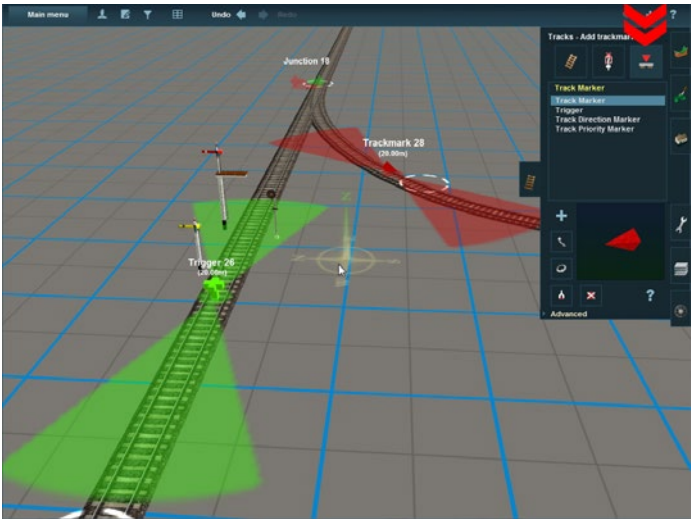 Main menu
Undo
Redo
?
Tracks - Add trackmar
Track Marker
Track Marker
Trigger
Track Direction Marker
Track Priority Marker
?
Advanced
Junction 18
Trackmark 28
(20.00m)
Trigger 26
(20.00m)